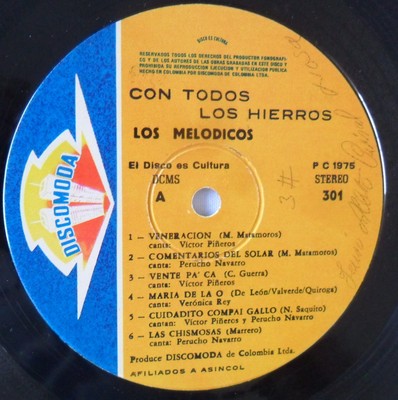 DISCO ES CULTURA
RESERVADOS TODOS LOS DERECHOS DEL PRODUCTOR FONOGRAFI-
CO Y DE LOS AUTORES DE LAS OBRAS GRABADAS EN ESTE DISCO Y
PROHIBIDA SU REPRODUCCION EJECUCION Y UTILIZACION PUBLICA
HECHO EN COLOMBIA POR DISCOMODA DE COLOMBIA LTDA.
CON TODOS
LOS HIERROS
LOS MELODICOS
El Disco es Cultura
P C 1975
DCMS
STEREO
A
301
3#
DISCOMODA
1 — VENERACION (M. Matamoros)
canta: Víctor Piñeros
2 — COMENTARIOS DEL SOLAR (M. Matamoros)
canta: Perucho Navarro
3 — VENTE PA' CA (C. Guerra)
canta: Víctor Piñeros
4 — MARIA DE LA O (De León/Valverde/Quiroga)
canta: Verónica Rey
5 — CUIDADITO COMPAI GALLO (N. Saquito)
cantan: Víctor Piñeros y Perucho Navarro
6 — LAS CHISMOSAS (Marrero)
canta: Perucho Navarro
Produce DISCOMODA de Colombia Ltda.
AFILIADOS A ASINCOL